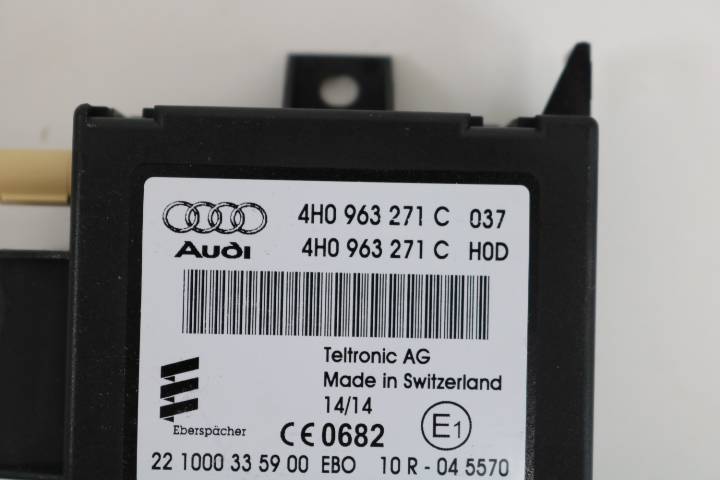 4H0 963 271 C 037
AUDI 4H0 963 271 C H0D
Teltronic AG
Made in Switzerland
14/14
Eberspächer CE 0682 E1
22 1000 33 59 00 EBO 10 R - 04 5570